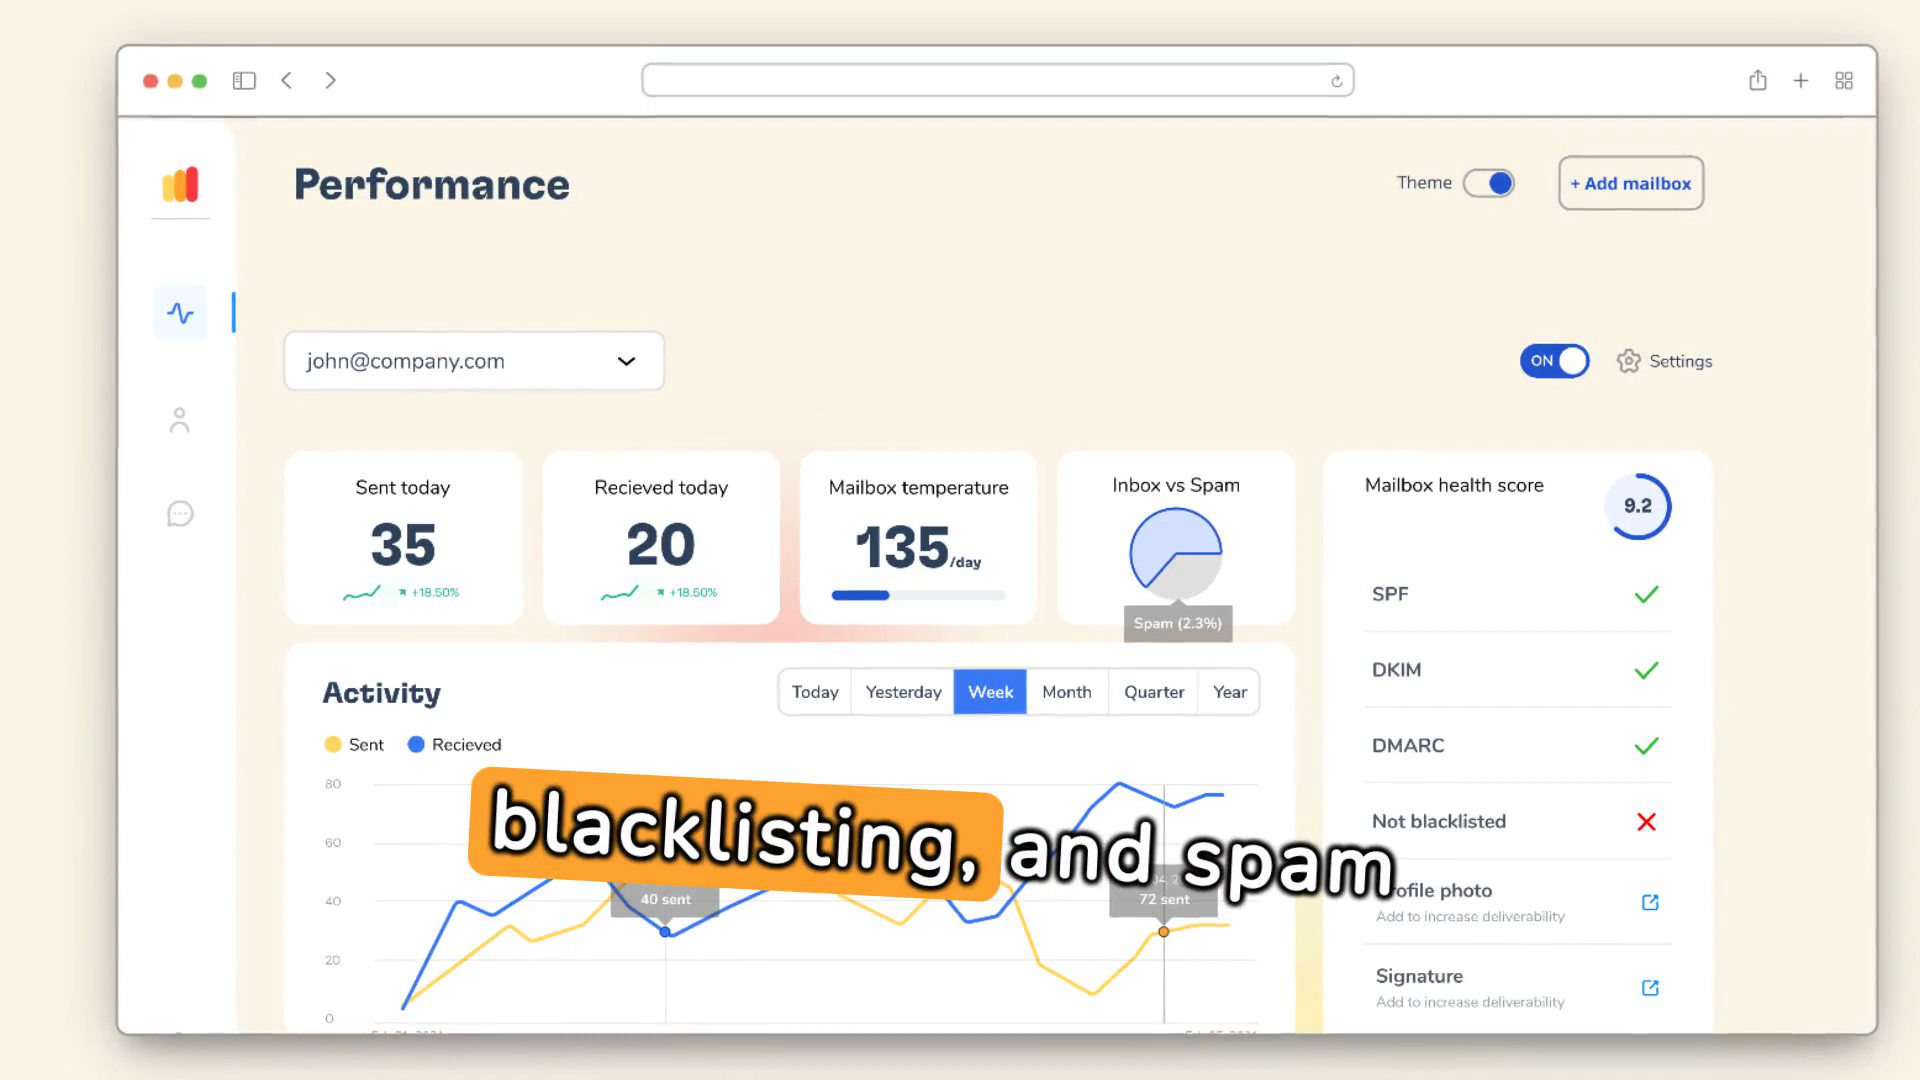 Performance
Theme
+ Add mailbox
john@company.com
ON
Settings
Sent today
35
+18.50%
Recieved today
20
+18.50%
Mailbox temperature
135/day
Inbox vs Spam
Spam (2.3%)
Mailbox health score
9.2
SPF
DKIM
DMARC
Not blacklisted
rofile photo
Add to increase deliverability
Signature
Add to increase deliverability
Activity
Today Yesterday Week Month Quarter Year
Sent Recieved
80
60
40
20
0
40 sent
72 sent
blacklisting, and spam